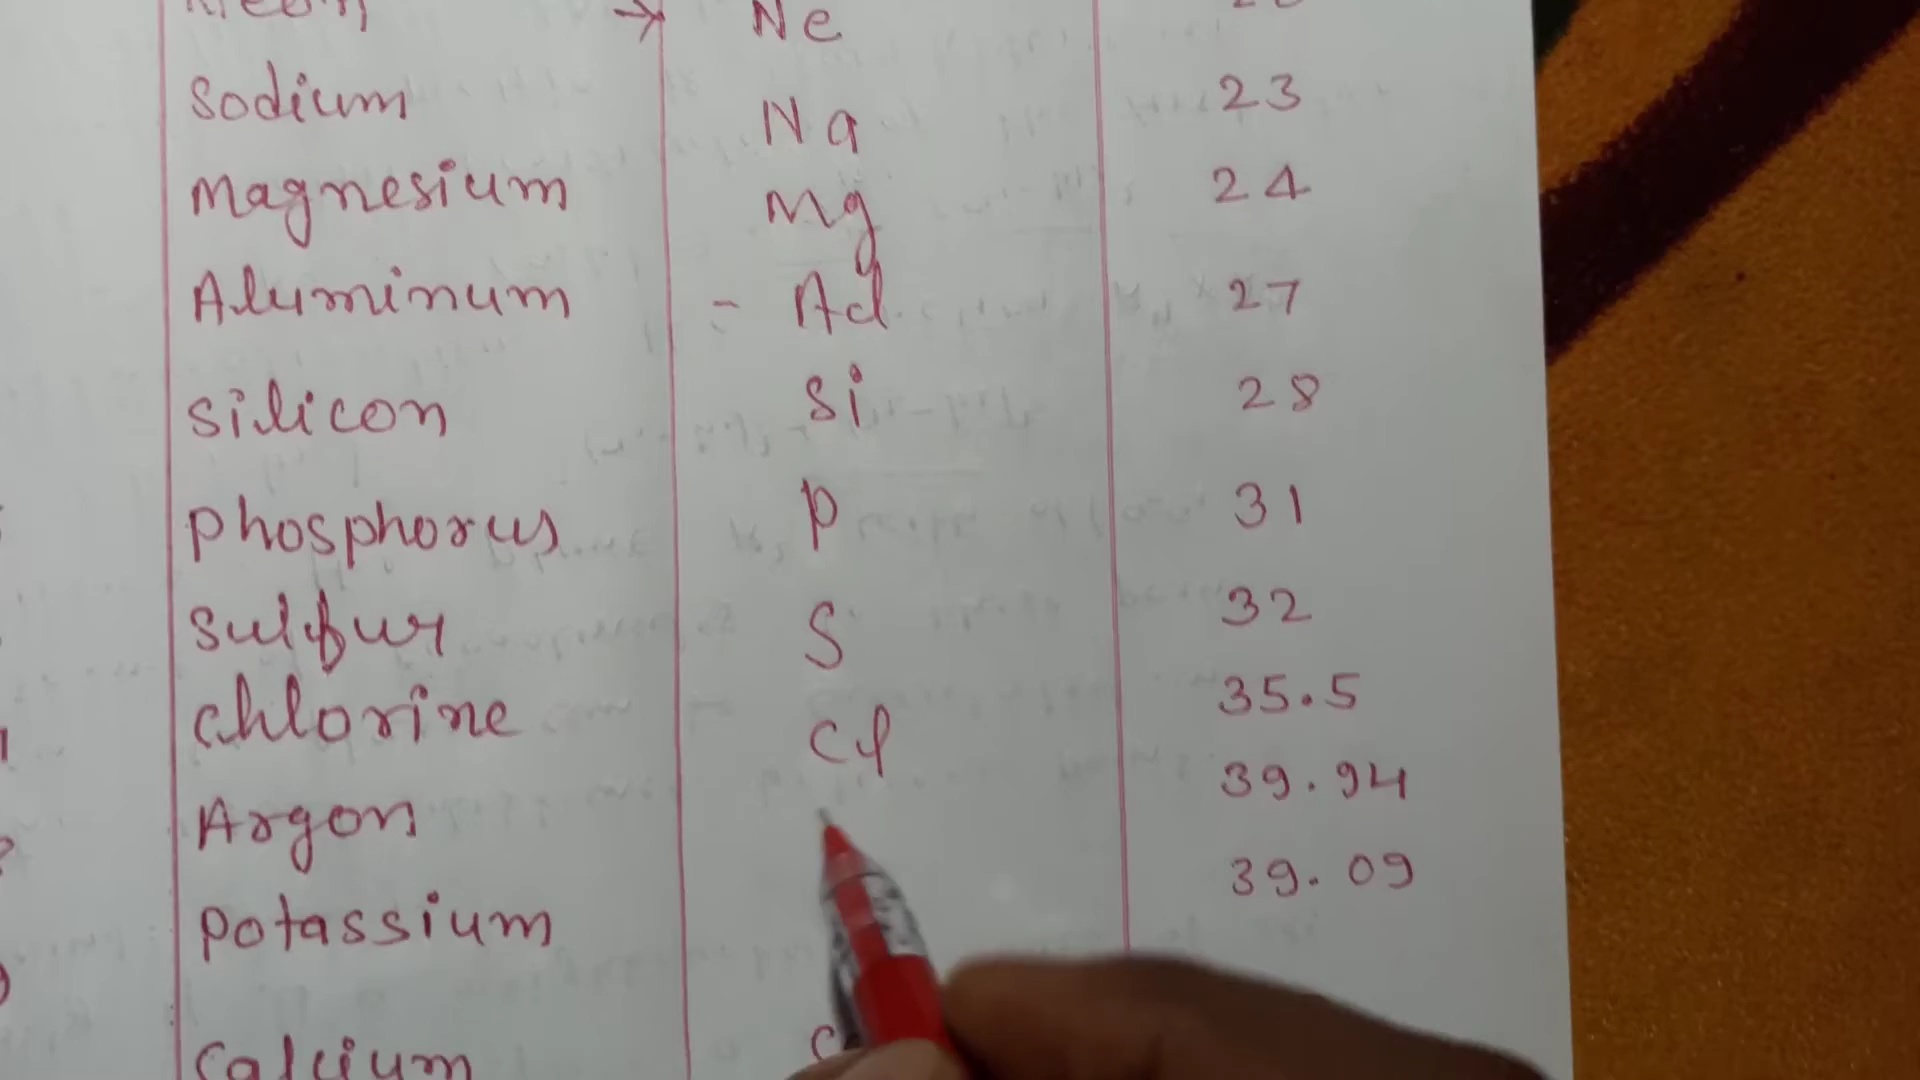 → Ne
Sodium Na 23
Magnesium Mg 24
Aluminum - Al 27
Silicon Si 28
Phosphorus P 31
Sulfur S 32
Chlorine Cl 35.5
Argon 39.94
Potassium 39.09
Calcium